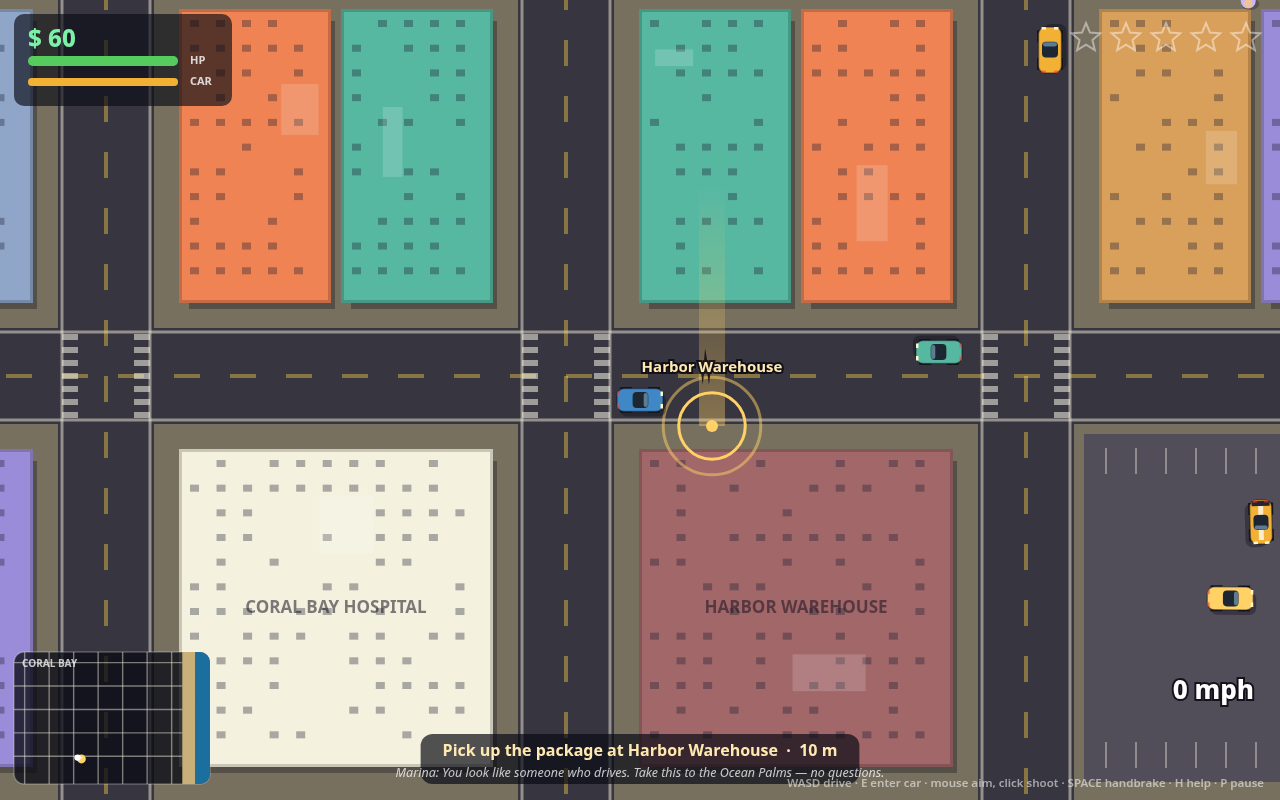 $ 60
HP
CAR
Harbor Warehouse
CORAL BAY HOSPITAL
HARBOR WAREHOUSE
CORAL BAY
0 mph
Pick up the package at Harbor Warehouse · 10 m
Marina: You look like someone who drives. Take this to the Ocean Palms — no questions.
WASD drive · E enter car · mouse aim, click shoot · SPACE handbrake · H help · P pause